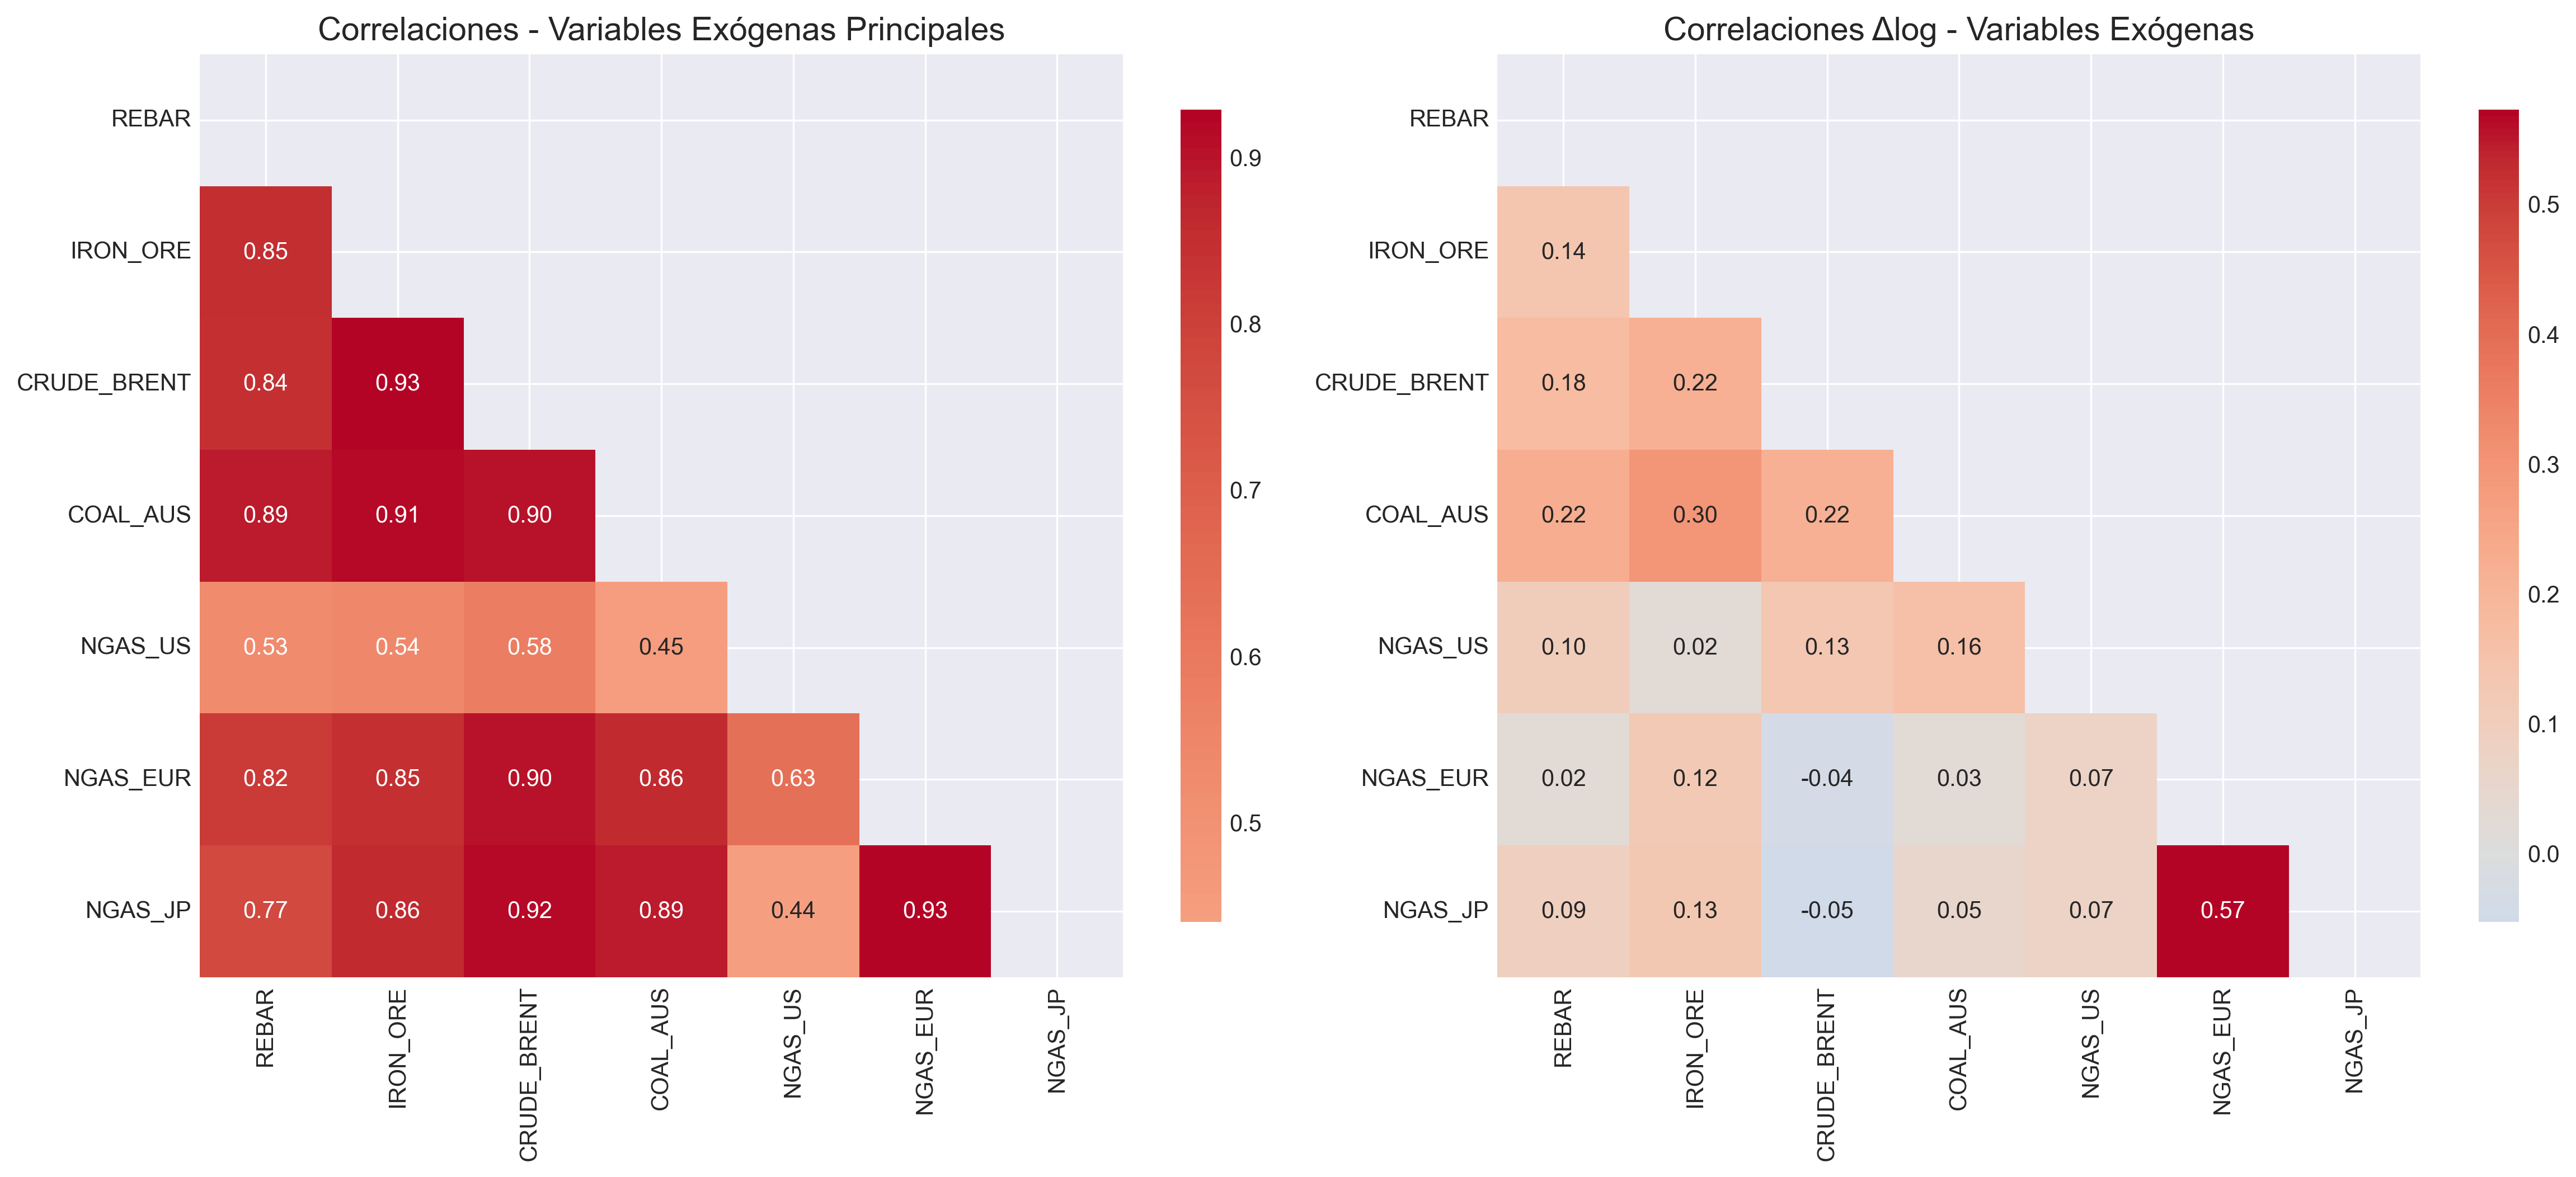 Correlaciones - Variables Exógenas Principales
REBAR
IRON_ORE 0.85
CRUDE_BRENT 0.84 0.93
COAL_AUS 0.89 0.91 0.90
NGAS_US 0.53 0.54 0.58 0.45
NGAS_EUR 0.82 0.85 0.90 0.86 0.63
NGAS_JP 0.77 0.86 0.92 0.89 0.44 0.93
REBAR IRON_ORE CRUDE_BRENT COAL_AUS NGAS_US NGAS_EUR NGAS_JP
0.9
0.8
0.7
0.6
0.5
Correlaciones Δlog - Variables Exógenas
REBAR
IRON_ORE 0.14
CRUDE_BRENT 0.18 0.22
COAL_AUS 0.22 0.30 0.22
NGAS_US 0.10 0.02 0.13 0.16
NGAS_EUR 0.02 0.12 -0.04 0.03 0.07
NGAS_JP 0.09 0.13 -0.05 0.05 0.07 0.57
REBAR IRON_ORE CRUDE_BRENT COAL_AUS NGAS_US NGAS_EUR NGAS_JP
0.5
0.4
0.3
0.2
0.1
0.0